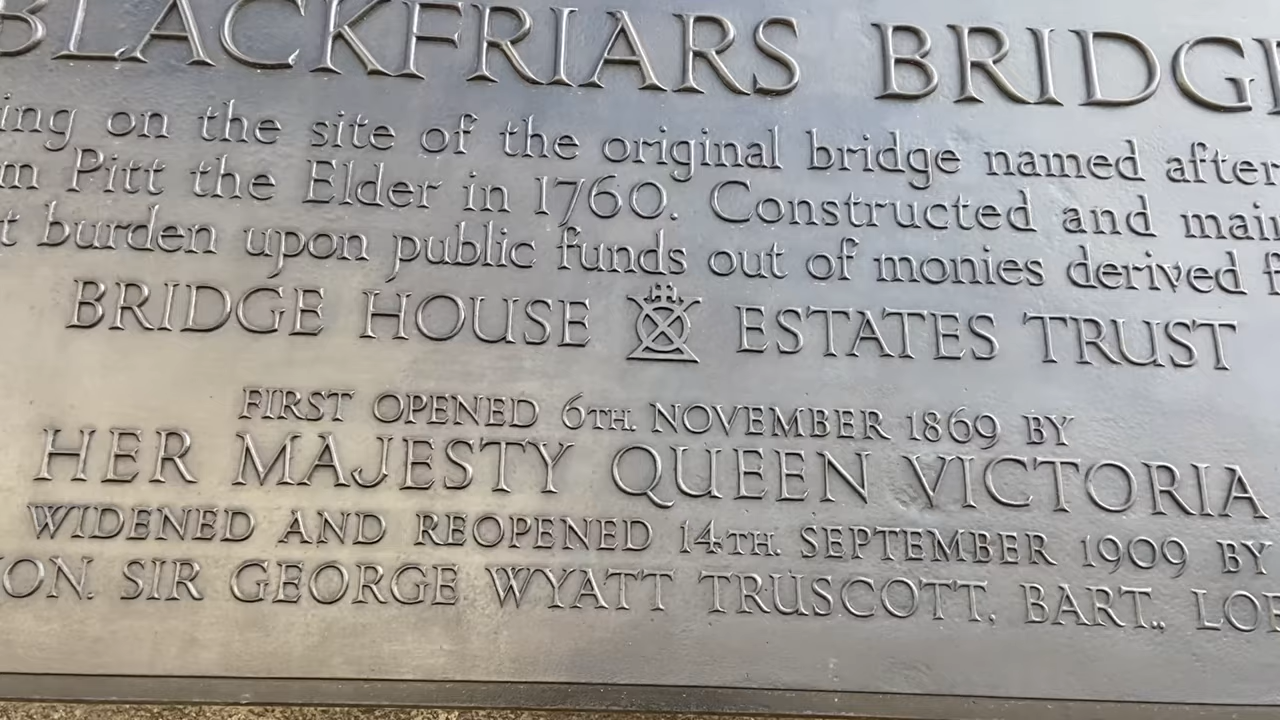 BLACKFRIARS BRIDGE
ing on the site of the original bridge named after
m Pitt the Elder in 1760. Constructed and main
t burden upon public funds out of monies derived f
BRIDGE HOUSE ESTATES TRUST
FIRST OPENED 6TH. NOVEMBER 1869 BY
HER MAJESTY QUEEN VICTORIA
WIDENED AND REOPENED 14TH. SEPTEMBER 1909 BY
ON. SIR GEORGE WYATT TRUSCOTT, BART., LOR